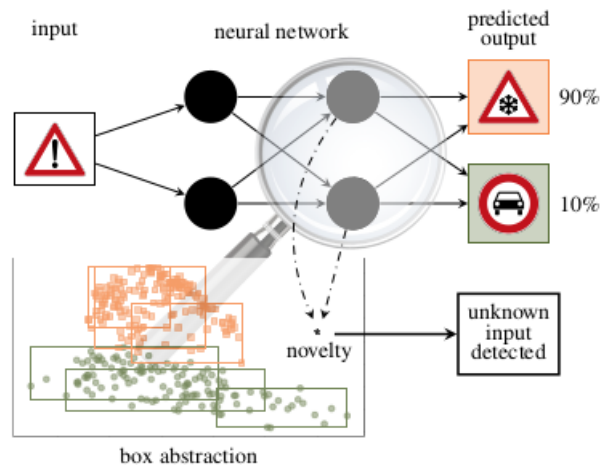 input
neural network
predicted
output
90%
10%
novelty
unknown
input
detected
box abstraction